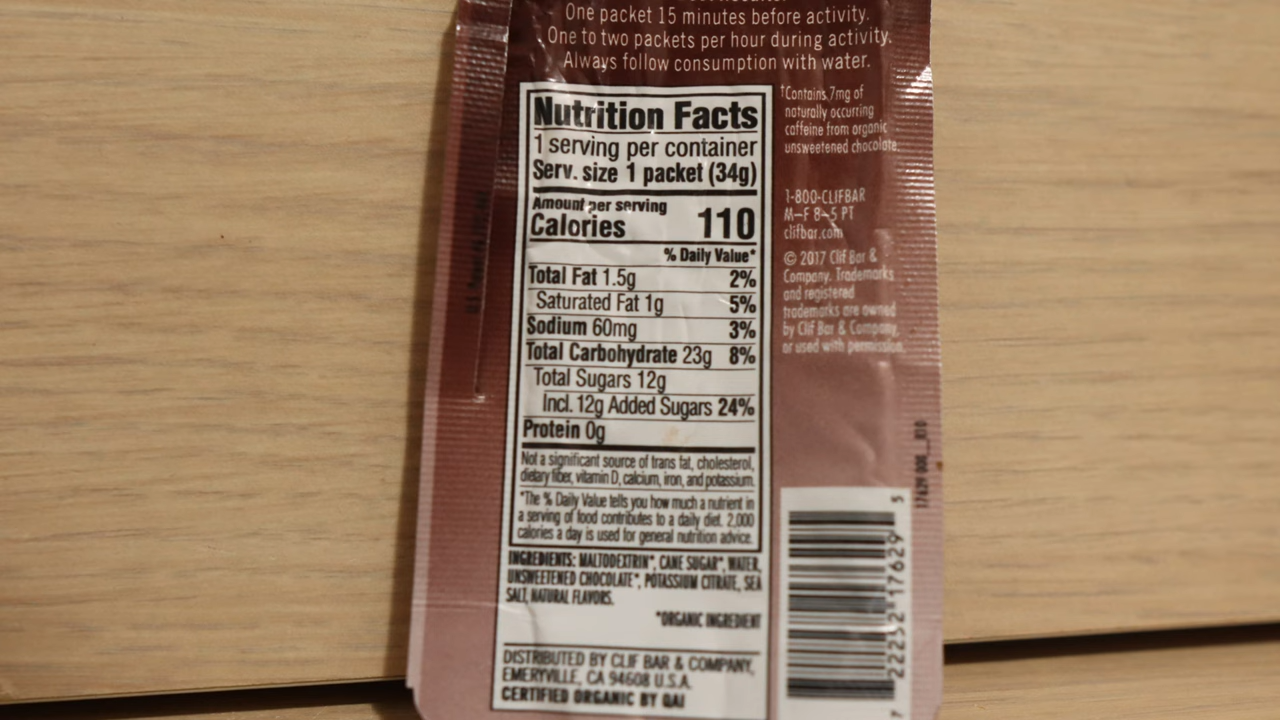 One packet 15 minutes before activity.
One to two packets per hour during activity.
Always follow consumption with water.
Nutrition Facts
1 serving per container
Serv. size 1 packet (34g)
Amount per serving
Calories 110
% Daily Value*
Total Fat 1.5g 2%
Saturated Fat 1g 5%
Sodium 60mg 3%
Total Carbohydrate 23g 8%
Total Sugars 12g
Incl. 12g Added Sugars 24%
Protein 0g
Not a significant source of trans fat, cholesterol,
dietary fiber, vitamin D, calcium, iron, and potassium.
*The % Daily Value tells you how much a nutrient in
a serving of food contributes to a daily diet. 2,000
calories a day is used for general nutrition advice.
INGREDIENTS: MALTODEXTRIN*, CANE SUGAR*, WATER,
UNSWEETENED CHOCOLATE*, POTASSIUM CITRATE, SEA
SALT, NATURAL FLAVORS.
*ORGANIC INGREDIENT
DISTRIBUTED BY CLIF BAR & COMPANY,
EMERYVILLE, CA 94608 U.S.A.
CERTIFIED ORGANIC BY QAI
†Contains 7mg of
naturally occurring
caffeine from organic
unsweetened chocolate.
1-800-CLIFBAR
M–F 8–5 PT
clifbar.com
© 2017 Clif Bar &
Company. Trademarks
and registered
trademarks are owned
by Clif Bar & Company,
or used with permission.
7 22252 17629 5